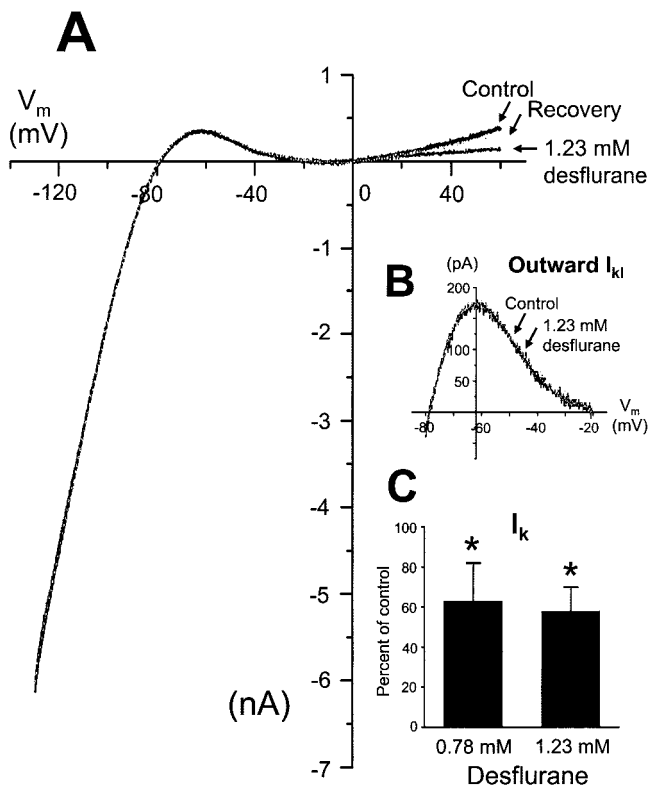 A
1
V_m
(mV)
Control
Recovery
1.23 mM
desflurane
-120
-80
-40
0
40
-1
-2
-3
-4
-5
-6
-7
(nA)
B
(pA)
Outward I_kI
200
100
50
Control
1.23 mM
desflurane
-80
-60
-40
-20
V_m
(mV)
C
I_k
*
*
Percent of control
100
80
60
40
20
0
0.78 mM
1.23 mM
Desflurane